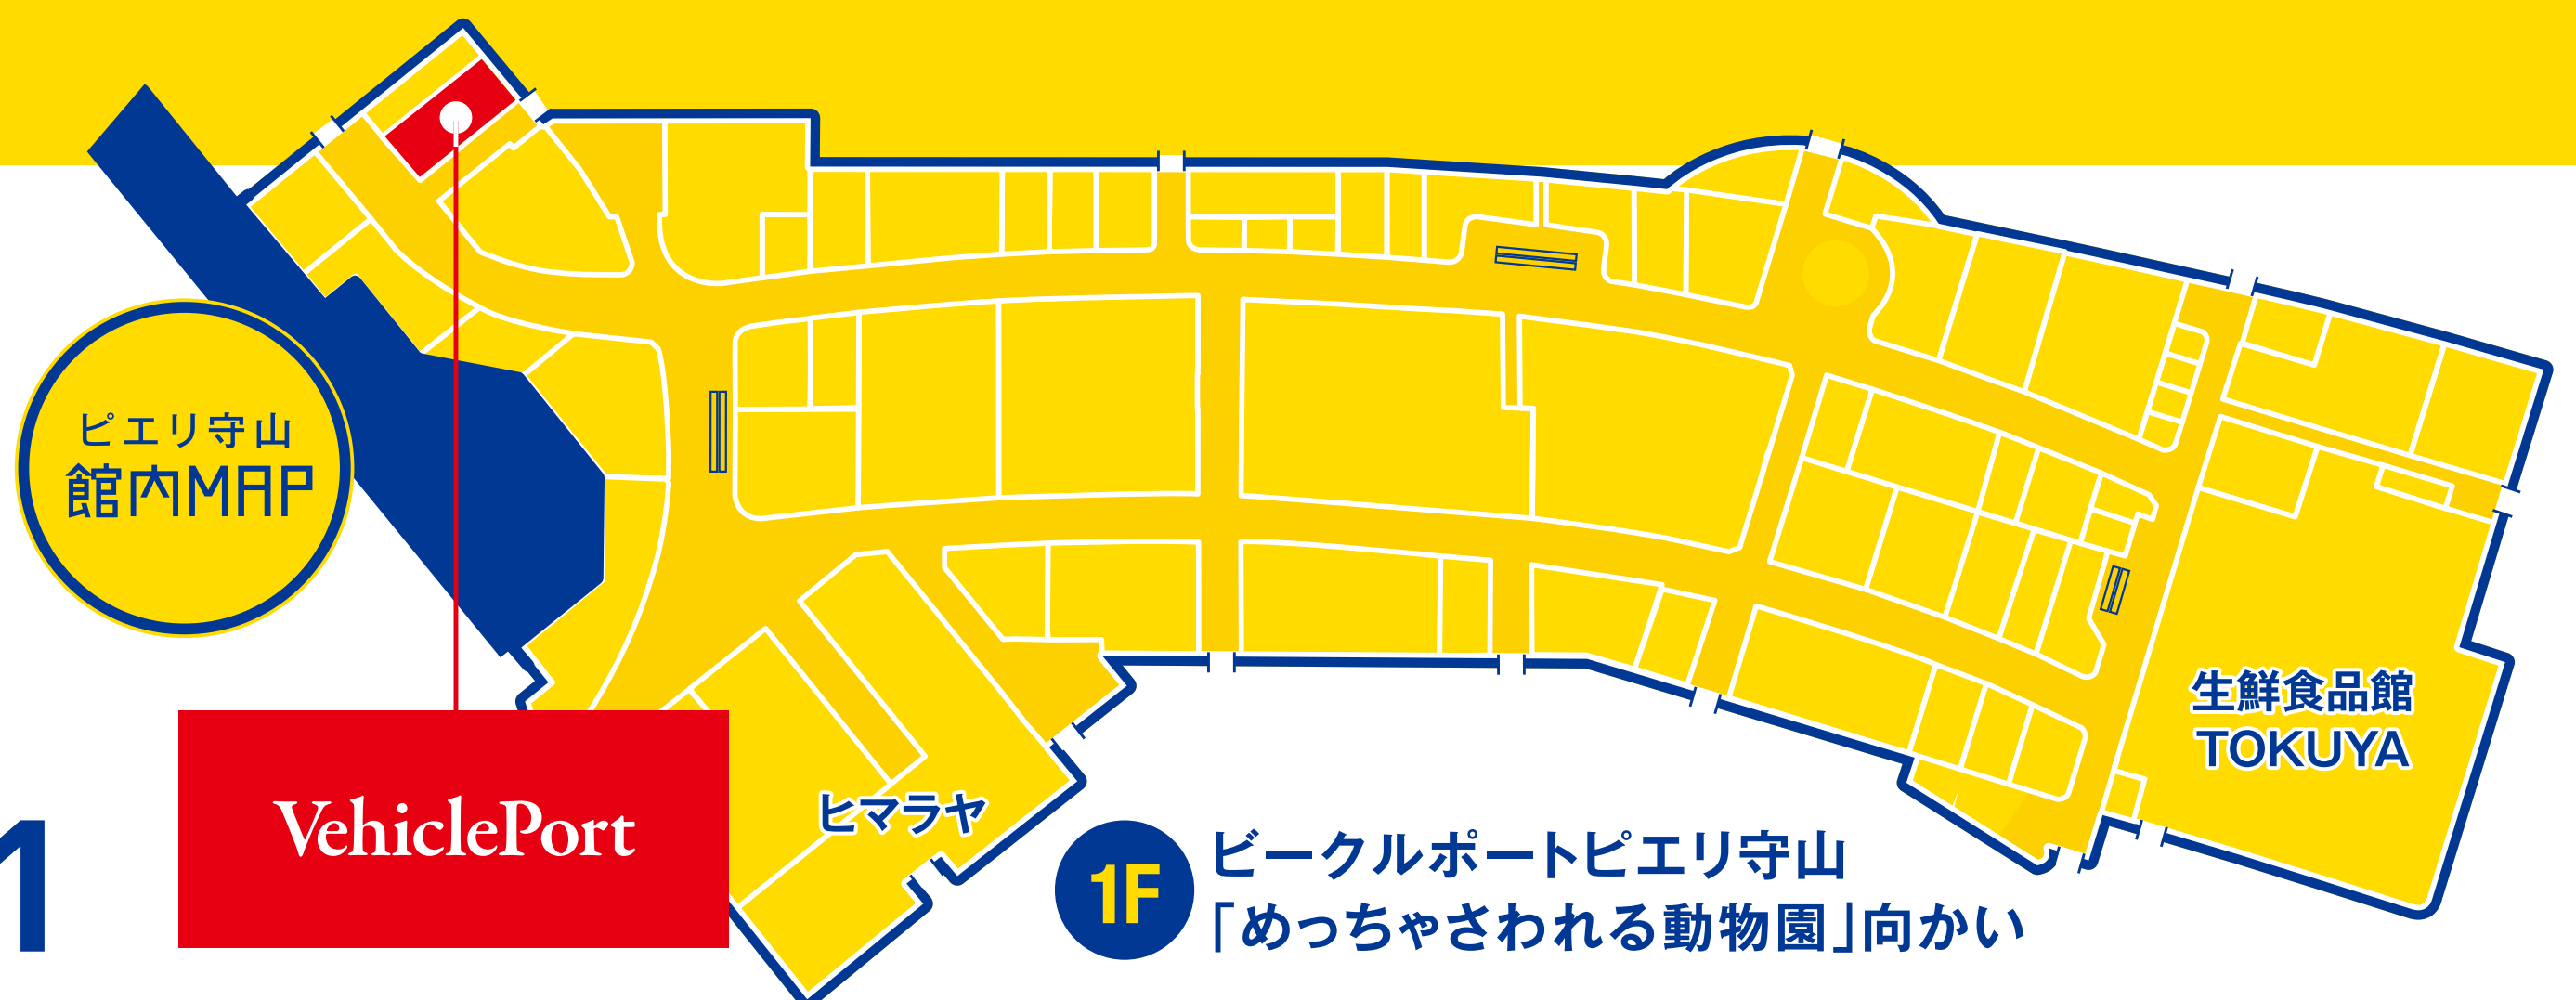 ピエリ守山
館内MAP
1
VehiclePort
ヒマラヤ
生鮮食品館
TOKUYA
1F
ビークルポートピエリ守山
「めっちゃさわれる動物園」向かい